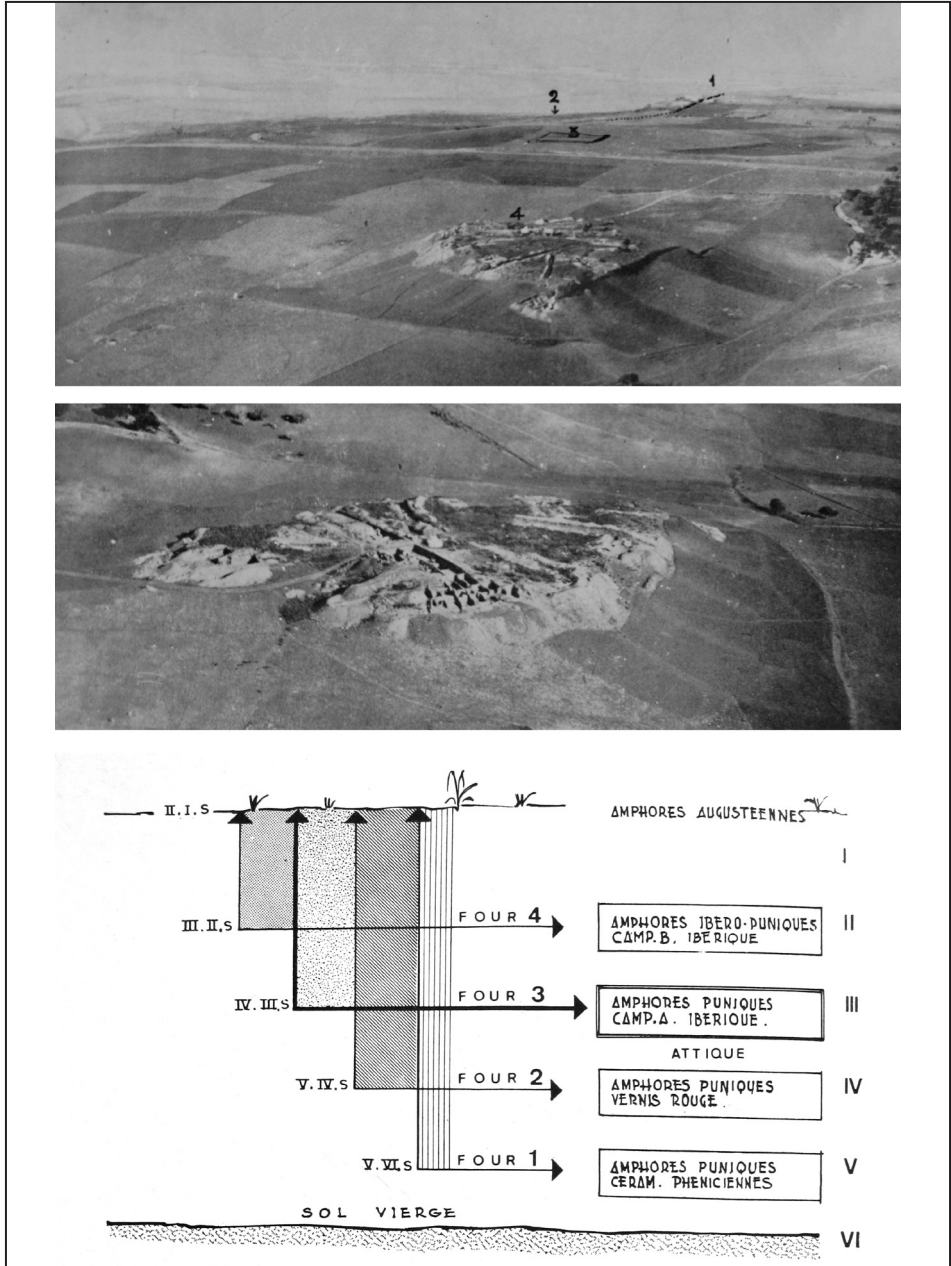 1
2
3
4
II.I.S
AMPHORES AUGUSTEENNES
I
III.II.S
FOUR 4
AMPHORES IBERO-PUNIQUES
CAMP.B. IBERIQUE
II
IV.III.S
FOUR 3
AMPHORES PUNIQUES
CAMP.A. IBERIQUE.
III
ATTIQUE
V.IV.S
FOUR 2
AMPHORES PUNIQUES
VERNIS ROUGE.
IV
V.VI.S
FOUR 1
AMPHORES PUNIQUES
CERAM. PHENICIENNES
V
SOL VIERGE
VI